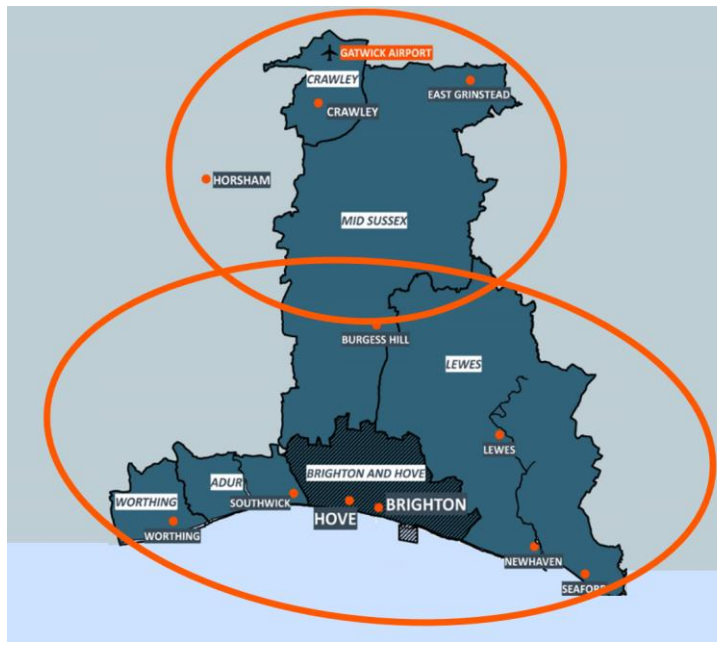 GATWICK AIRPORT
CRAWLEY
EAST GRINSTEAD
CRAWLEY
HORSHAM
MID SUSSEX
BURGESS HILL
LEWES
LEWES
BRIGHTON AND HOVE
ADUR
WORTHING
SOUTHWICK
BRIGHTON
HOVE
WORTHING
NEWHAVEN
SEAFORD